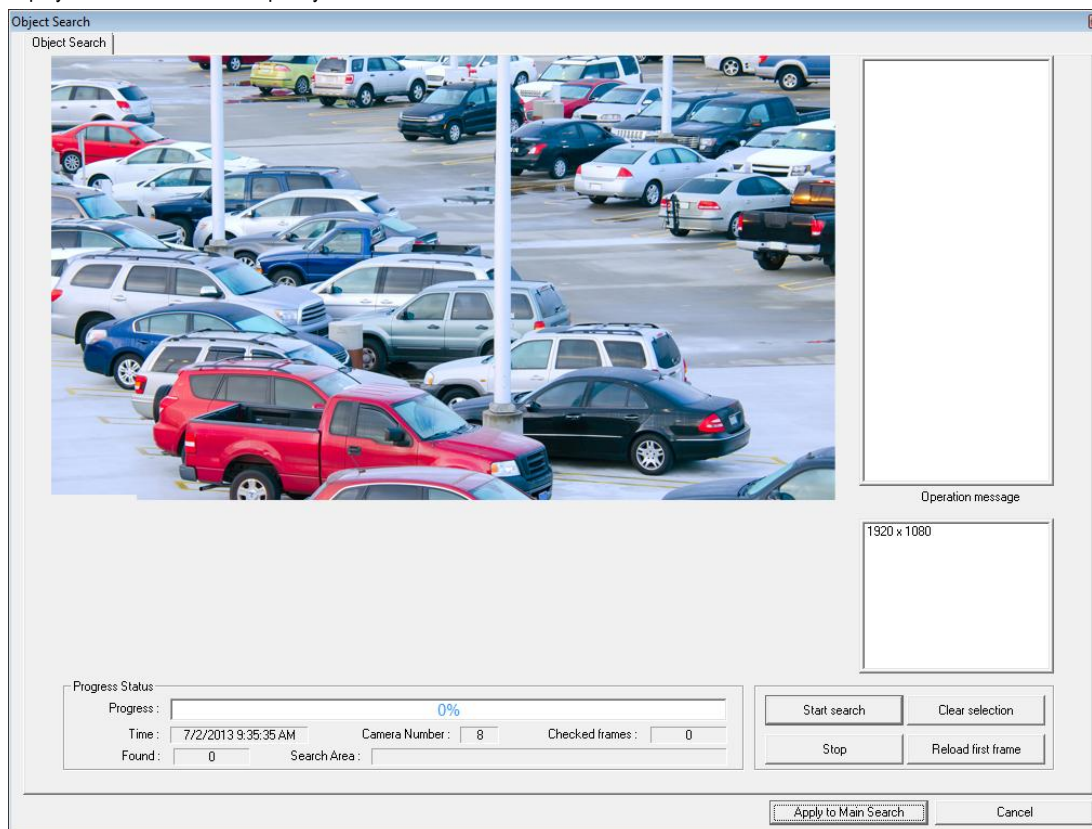 Object Search
Object Search
Operation message
1920 x 1080
Progress Status
Progress :
0%
Time :
7/2/2013 9:35:35 AM
Camera Number :
8
Checked frames :
0
Found :
0
Search Area :
Start search
Clear selection
Stop
Reload first frame
Apply to Main Search
Cancel